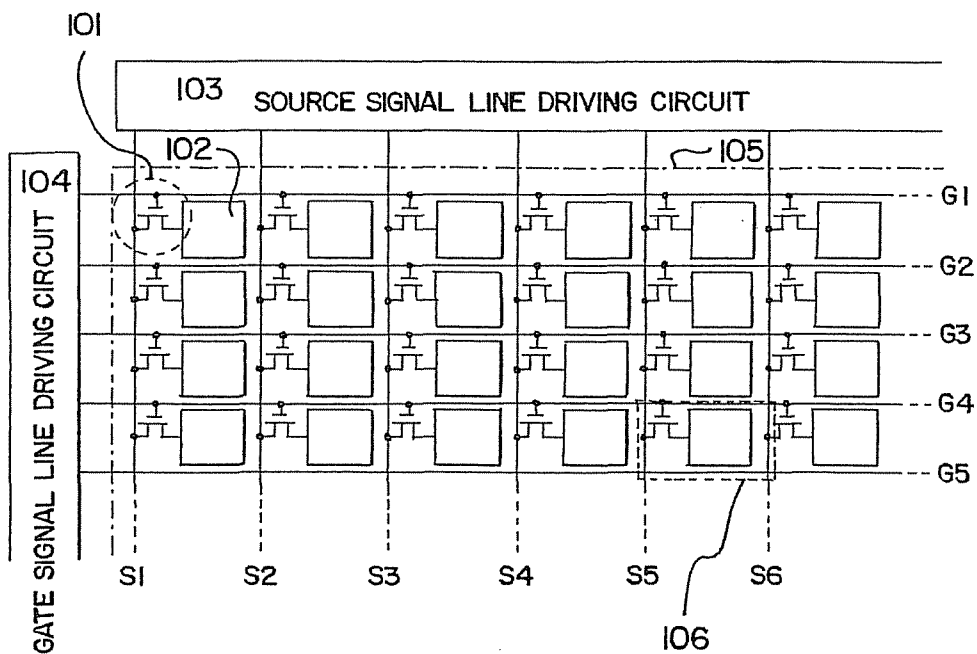 101
103 SOURCE SIGNAL LINE DRIVING CIRCUIT
102
105
104
GATE SIGNAL LINE DRIVING CIRCUIT
G1
G2
G3
G4
G5
S1 S2 S3 S4 S5 S6
106